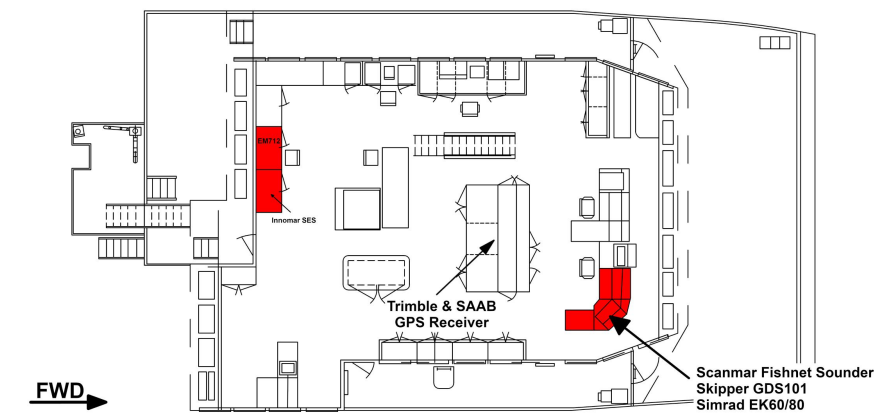 EM712
Innomar SES
Trimble & SAAB
GPS Receiver
Scanmar Fishnet Sounder
Skipper GDS101
Simrad EK60/80
FWD